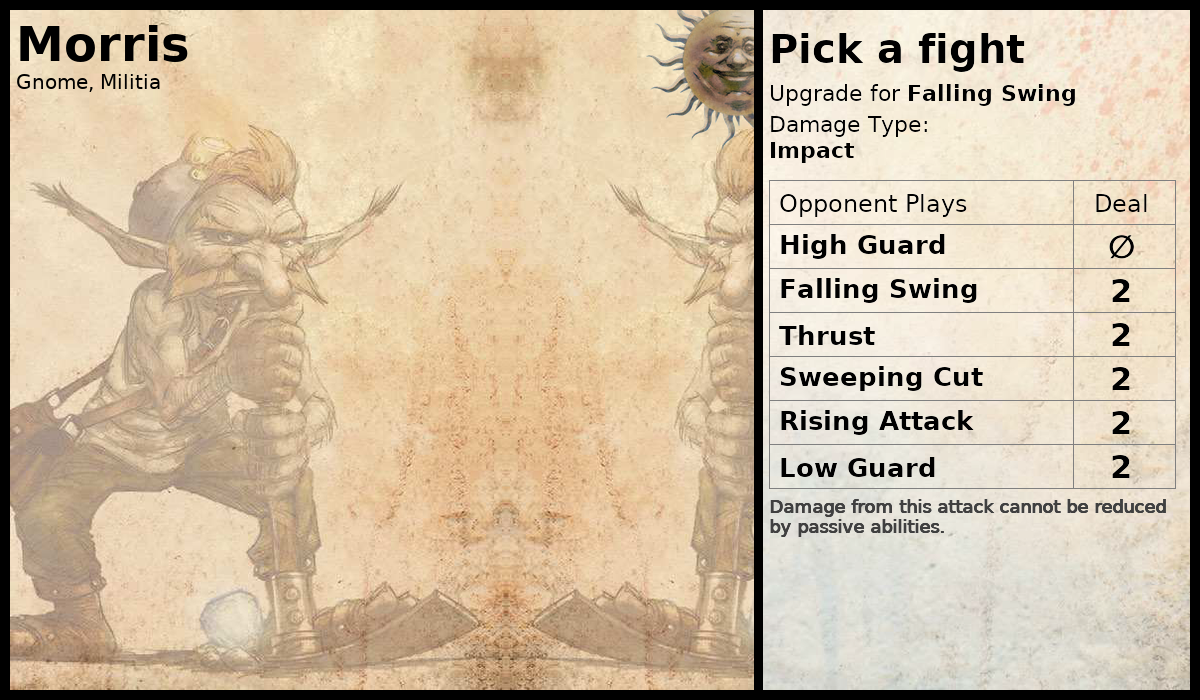 Morris
Gnome, Militia
Pick a fight
Upgrade for Falling Swing
Damage Type:
Impact
Opponent Plays Deal
High Guard ∅
Falling Swing 2
Thrust 2
Sweeping Cut 2
Rising Attack 2
Low Guard 2
Damage from this attack cannot be reduced
by passive abilities.